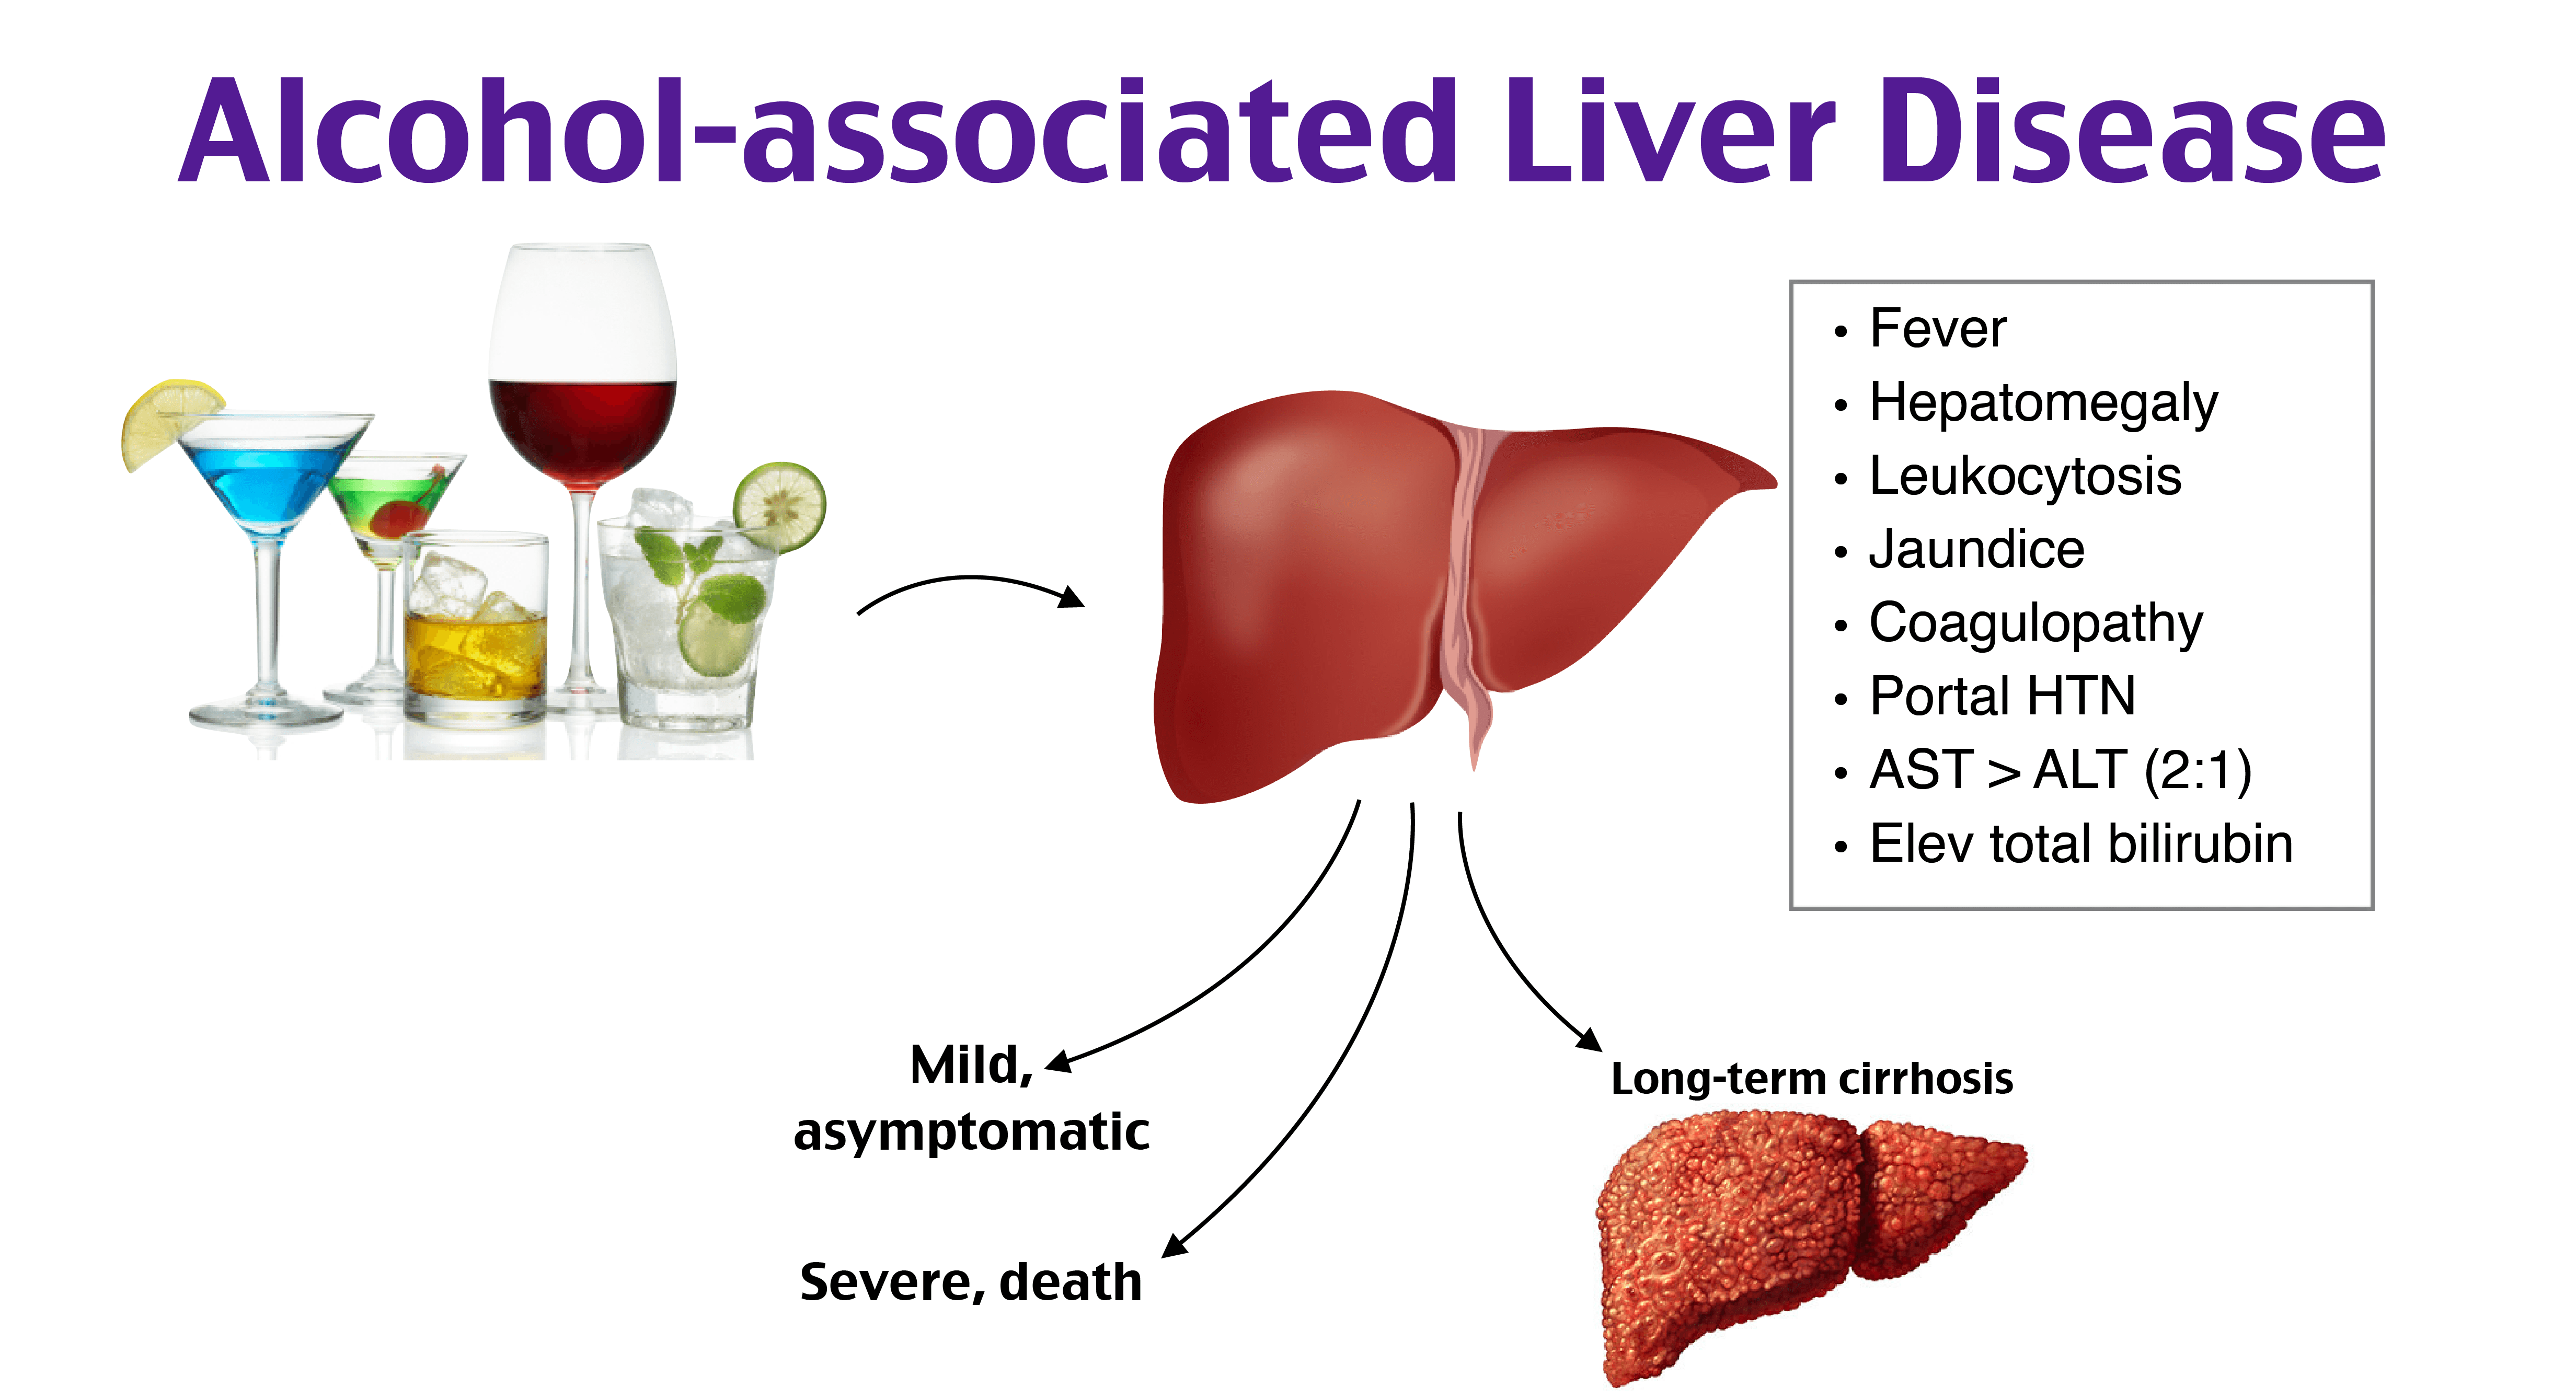 Alcohol-associated Liver Disease
• Fever
• Hepatomegaly
• Leukocytosis
• Jaundice
• Coagulopathy
• Portal HTN
• AST > ALT (2:1)
• Elev total bilirubin
Mild,
asymptomatic
Severe, death
Long-term cirrhosis